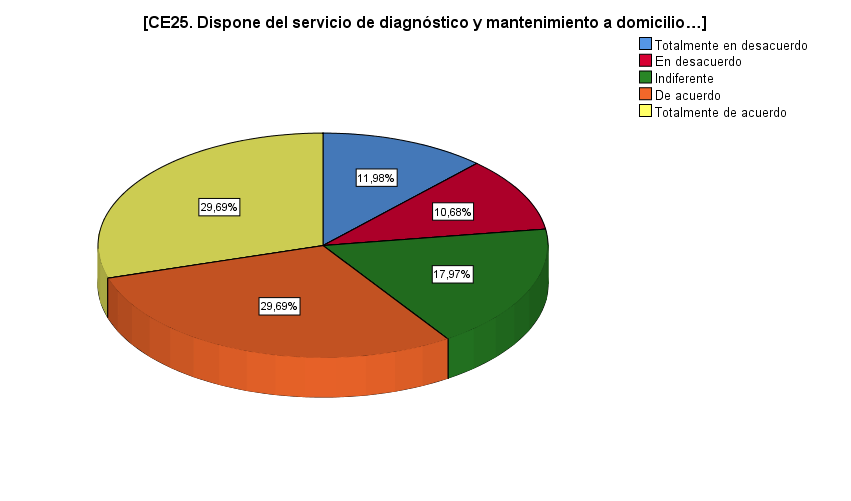 [CE25. Dispone del servicio de diagnóstico y mantenimiento a domicilio…]
Totalmente en desacuerdo
En desacuerdo
Indiferente
De acuerdo
Totalmente de acuerdo
11,98%
29,69%
10,68%
17,97%
29,69%